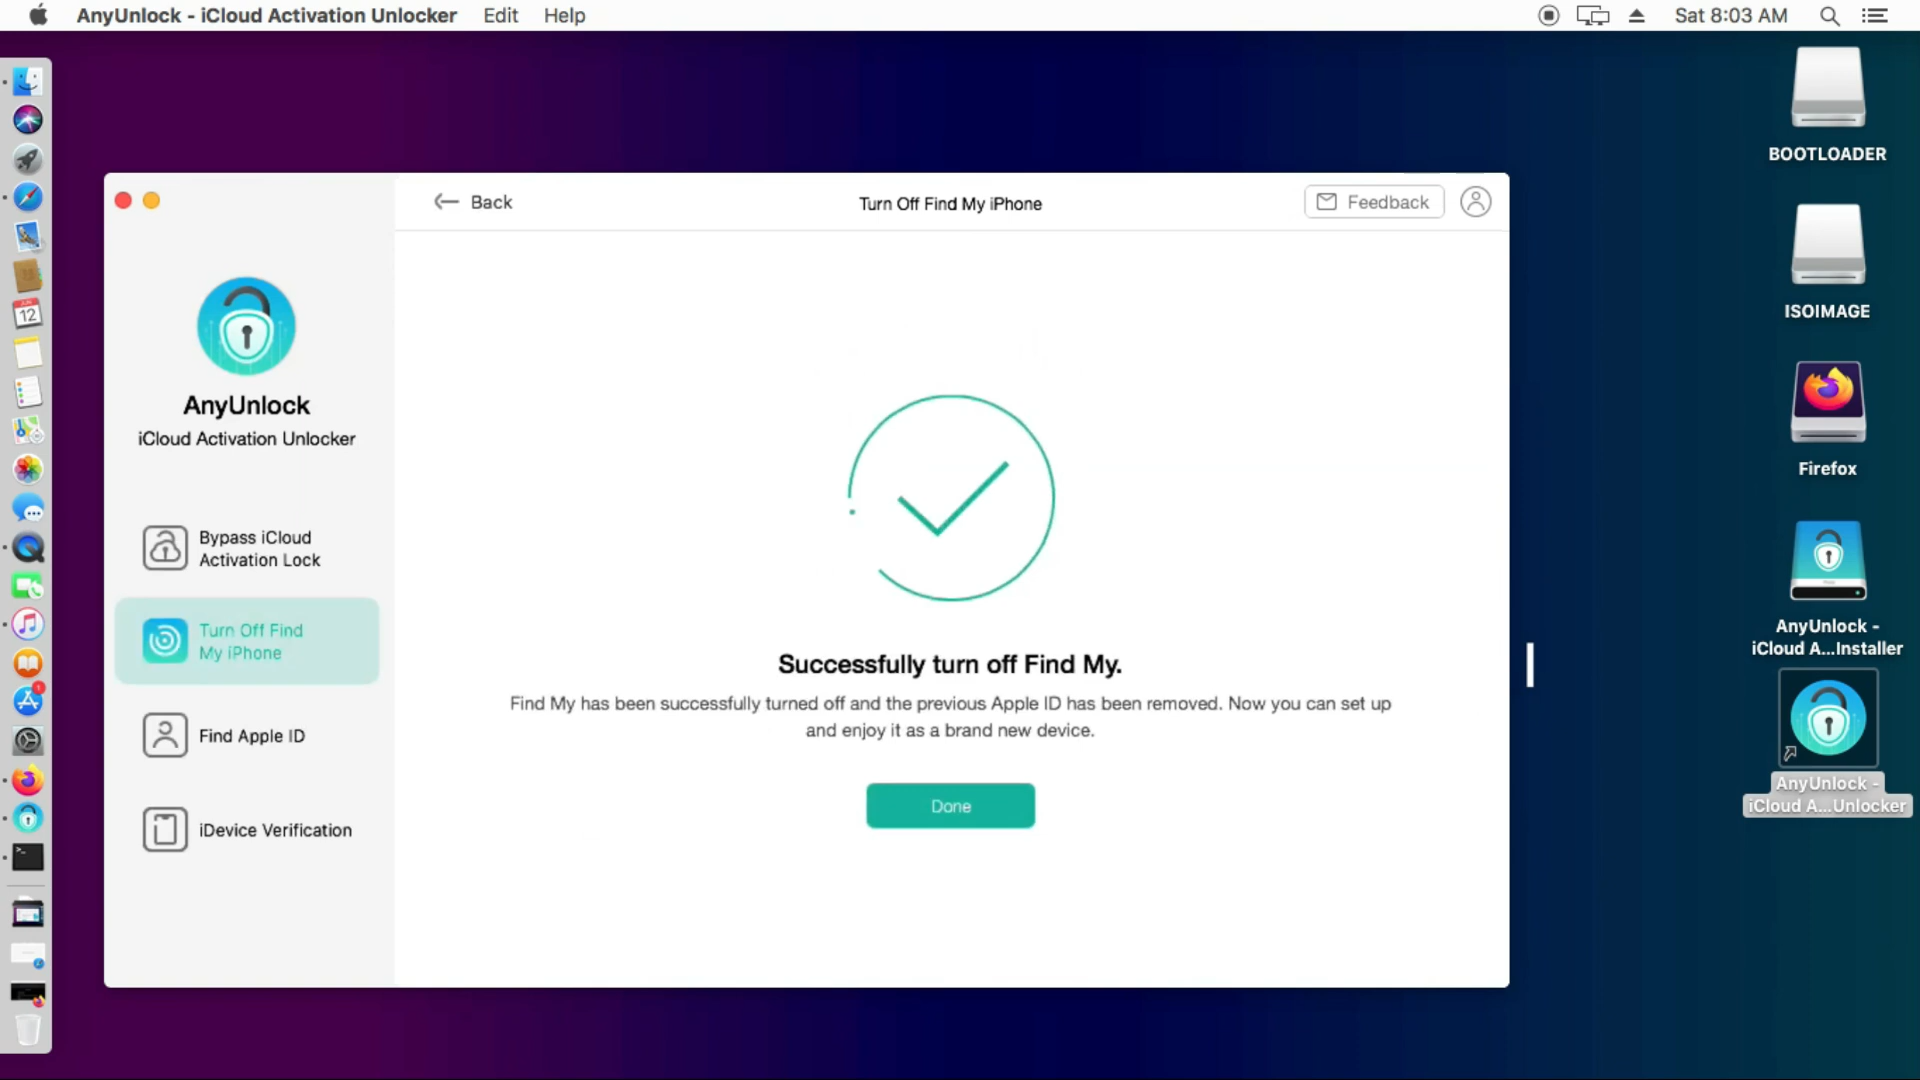 AnyUnlock - iCloud Activation Unlocker Edit Help Sat 8:03 AM
BOOTLOADER
ISOIMAGE
Firefox
AnyUnlock -
iCloud A...Installer
AnyUnlock -
iCloud A...Unlocker
JUN
12
1
Back
Turn Off Find My iPhone
Feedback
AnyUnlock
iCloud Activation Unlocker
Bypass iCloud
Activation Lock
Turn Off Find
My iPhone
Find Apple ID
iDevice Verification
Successfully turn off Find My.
Find My has been successfully turned off and the previous Apple ID has been removed. Now you can set up
and enjoy it as a brand new device.
Done